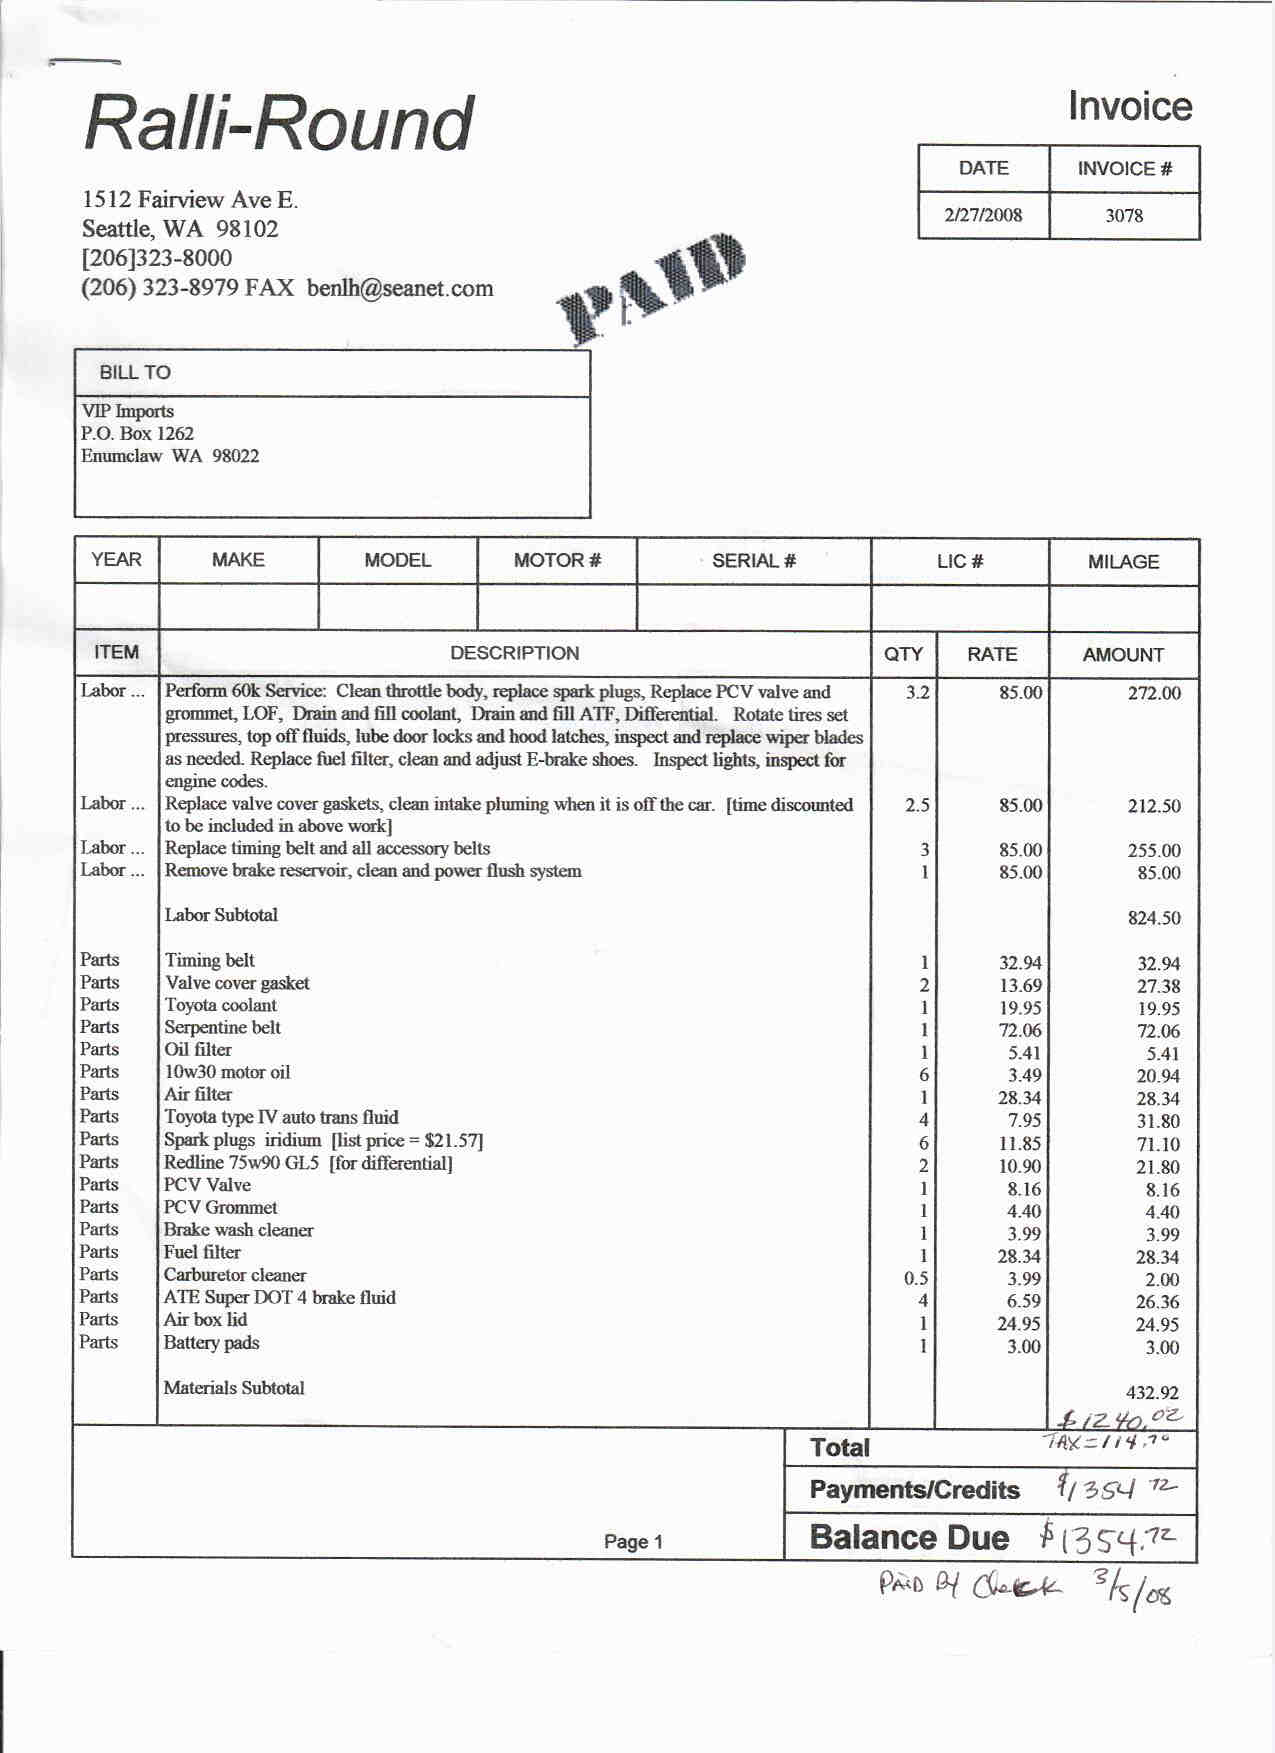 Ralli-Round
Invoice
DATE INVOICE #
2/27/2008 3078
1512 Fairview Ave E.
Seattle, WA 98102
[206]323-8000
(206) 323-8979 FAX benlh@seanet.com
PAID
BILL TO
VIP Imports
P.O. Box 1262
Enumclaw WA 98022
YEAR MAKE MODEL MOTOR # SERIAL # LIC # MILAGE
ITEM DESCRIPTION QTY RATE AMOUNT
Labor ... Perform 60k Service: Clean throttle body, replace spark plugs, Replace PCV valve and 3.2 85.00 272.00
grommet, LOF, Drain and fill coolant, Drain and fill ATF, Differential. Rotate tires set
pressures, top off fluids, lube door locks and hood latches, inspect and replace wiper blades
as needed. Replace fuel filter, clean and adjust E-brake shoes. Inspect lights, inspect for
engine codes.
Labor ... Replace valve cover gaskets, clean intake pluming when it is off the car. [time discounted 2.5 85.00 212.50
to be included in above work]
Labor ... Replace timing belt and all accessory belts 3 85.00 255.00
Labor ... Remove brake reservoir, clean and power flush system 1 85.00 85.00
Labor Subtotal 824.50
Parts Timing belt 1 32.94 32.94
Parts Valve cover gasket 2 13.69 27.38
Parts Toyota coolant 1 19.95 19.95
Parts Serpentine belt 1 72.06 72.06
Parts Oil filter 1 5.41 5.41
Parts 10w30 motor oil 6 3.49 20.94
Parts Air filter 1 28.34 28.34
Parts Toyota type IV auto trans fluid 4 7.95 31.80
Parts Spark plugs iridium [list price = $21.57] 6 11.85 71.10
Parts Redline 75w90 GL5 [for differential] 2 10.90 21.80
Parts PCV Valve 1 8.16 8.16
Parts PCV Grommet 1 4.40 4.40
Parts Brake wash cleaner 1 3.99 3.99
Parts Fuel filter 1 28.34 28.34
Parts Carburetor cleaner 0.5 3.99 2.00
Parts ATE Super DOT 4 brake fluid 4 6.59 26.36
Parts Air box lid 1 24.95 24.95
Parts Battery pads 1 3.00 3.00
Materials Subtotal 432.92
$1240.02
Total TAX=114.70
Payments/Credits $1354 72
Page 1 Balance Due $1354.72
PAID BY Check 3/5/08